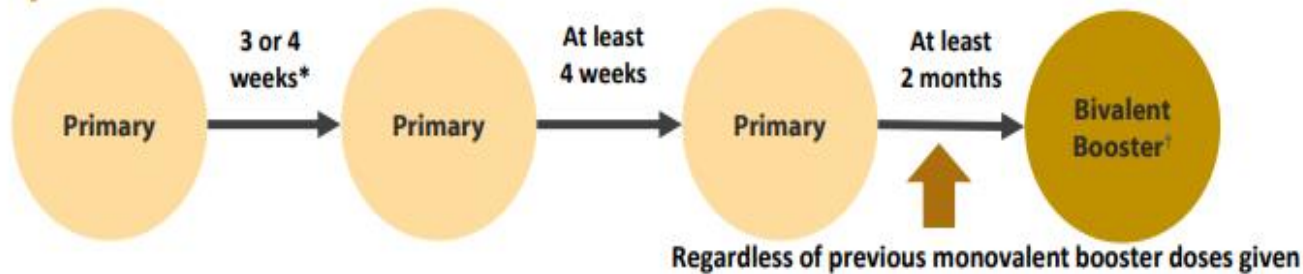 Primary
3 or 4
weeks*
Primary
At least
4 weeks
Primary
At least
2 months
Bivalent
Booster†
Regardless of previous monovalent booster doses given